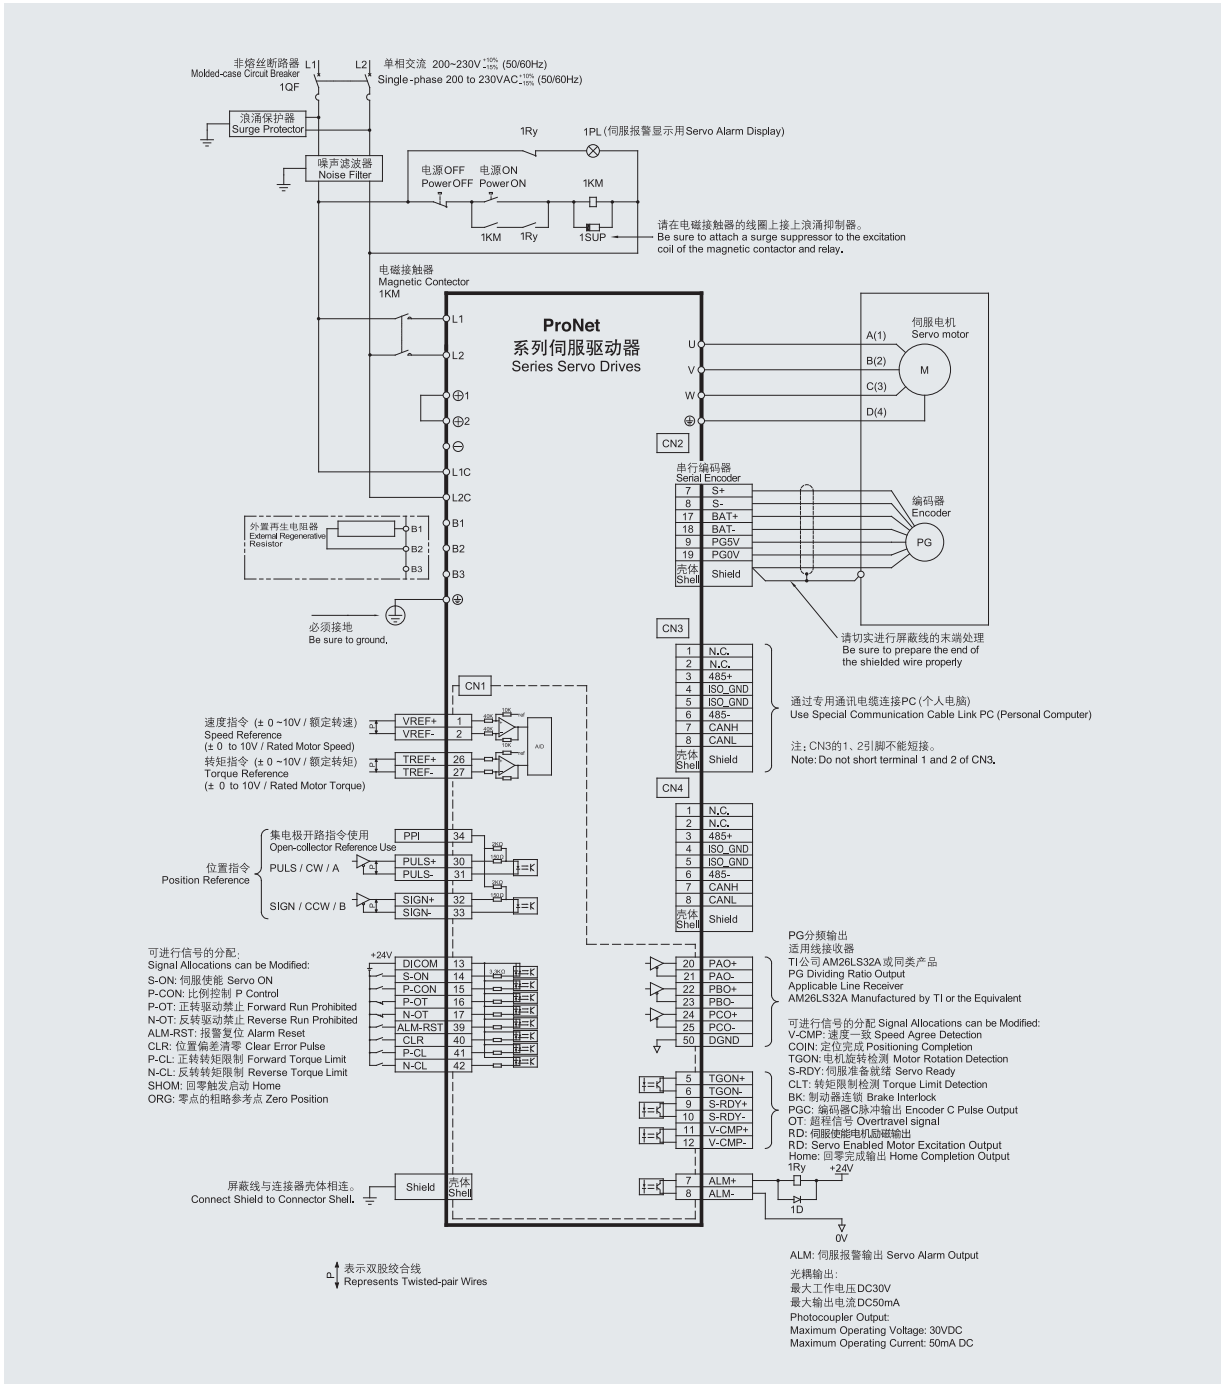 非熔丝断路器 L1 L2 单相交流 200~230V +10% -15% (50/60Hz)
Molded-case Circuit Breaker Single-phase 200 to 230VAC +10% -15% (50/60Hz)
1QF
浪涌保护器
Surge Protector
1Ry 1PL (伺服报警显示用Servo Alarm Display)
噪声滤波器
Noise Filter
电源OFF 电源ON
Power OFF Power ON 1KM
1KM 1Ry 1SUP
请在电磁接触器的线圈上接上浪涌抑制器。
Be sure to attach a surge suppressor to the excitation
coil of the magnetic contactor and relay.
电磁接触器
Magnetic Contector
1KM
ProNet
系列伺服驱动器
Series Servo Drives
L1
L2
⊕1
⊕2
⊖
L1C
L2C
B1
B2
B3
外置再生电阻器
External Regenerative
Resistor
B1
B2
B3
必须接地
Be sure to ground.
U
V
W
A(1)
B(2)
C(3)
D(4)
伺服电机
Servo motor
M
CN2
串行编码器
Serial Encoder
7 S+
8 S-
17 BAT+
18 BAT-
9 PG5V
19 PG0V
壳体
Shell Shield
编码器
Encoder
PG
请切实进行屏蔽线的末端处理
Be sure to prepare the end of
the shielded wire properly
CN3
1 N.C.
2 N.C.
3 485+
4 ISO_GND
5 ISO_GND
6 485-
7 CANH
8 CANL
壳体
Shell Shield
通过专用通讯电缆连接PC (个人电脑)
Use Special Communication Cable Link PC (Personal Computer)
注: CN3的1、2引脚不能短接。
Note: Do not short terminal 1 and 2 of CN3.
CN4
1 N.C.
2 N.C.
3 485+
4 ISO_GND
5 ISO_GND
6 485-
7 CANH
8 CANL
壳体
Shell Shield
CN1
速度指令 (± 0 ~10V / 额定转速)
Speed Reference
(± 0 to 10V / Rated Motor Speed)
转矩指令 (± 0 ~10V / 额定转矩)
Torque Reference
(± 0 to 10V / Rated Motor Torque)
P VREF+ 1
VREF- 2
P TREF+ 26
TREF- 27
10K
40K
ref
40K
10K
ref
A/D
集电极开路指令使用
Open-collector Reference Use
PPI 34
位置指令
Position Reference
PULS / CW / A
P PULS+ 30
PULS- 31
SIGN / CCW / B
P SIGN+ 32
SIGN- 33
2KΩ
150Ω
2KΩ
150Ω
可进行信号的分配:
Signal Allocations can be Modified:
S-ON: 伺服使能 Servo ON
P-CON: 比例控制 P Control
P-OT: 正转驱动禁止 Forward Run Prohibited
N-OT: 反转驱动禁止 Reverse Run Prohibited
ALM-RST: 报警复位 Alarm Reset
CLR: 位置偏差清零 Clear Error Pulse
P-CL: 正转转矩限制 Forward Torque Limit
N-CL: 反转转矩限制 Reverse Torque Limit
SHOM: 回零触发启动 Home
ORG: 零点的粗略参考点 Zero Position
+24V
DICOM 13
S-ON 14
P-CON 15
P-OT 16
N-OT 17
ALM-RST 39
CLR 40
P-CL 41
N-CL 42
3.3KΩ
20 PAO+
21 PAO-
22 PBO+
23 PBO-
24 PCO+
25 PCO-
50 DGND
PG分频输出
适用线接收器
TI公司AM26LS32A或同类产品
PG Dividing Ratio Output
Applicable Line Receiver
AM26LS32A Manufactured by TI or the Equivalent
5 TGON+
6 TGON-
9 S-RDY+
10 S-RDY-
11 V-CMP+
12 V-CMP-
可进行信号的分配 Signal Allocations can be Modified:
V-CMP: 速度一致 Speed Agree Detection
COIN: 定位完成 Positioning Completion
TGON: 电机旋转检测 Motor Rotation Detection
S-RDY: 伺服准备就绪 Servo Ready
CLT: 转矩限制检测 Torque Limit Detection
BK: 制动器连锁 Brake Interlock
PGC: 编码器C脉冲输出 Encoder C Pulse Output
OT: 超程信号 Overtravel signal
RD: 伺服使能电机励磁输出
RD: Servo Enabled Motor Excitation Output
Home: 回零完成输出 Home Completion Output
屏蔽线与连接器壳体相连。
Connect Shield to Connector Shell.
Shield 壳体
Shell
7 ALM+
8 ALM-
1Ry +24V
1D
0V
ALM: 伺服报警输出 Servo Alarm Output
P 表示双股绞合线
Represents Twisted-pair Wires
光耦输出:
最大工作电压DC30V
最大输出电流DC50mA
Photocoupler Output:
Maximum Operating Voltage: 30VDC
Maximum Operating Current: 50mA DC